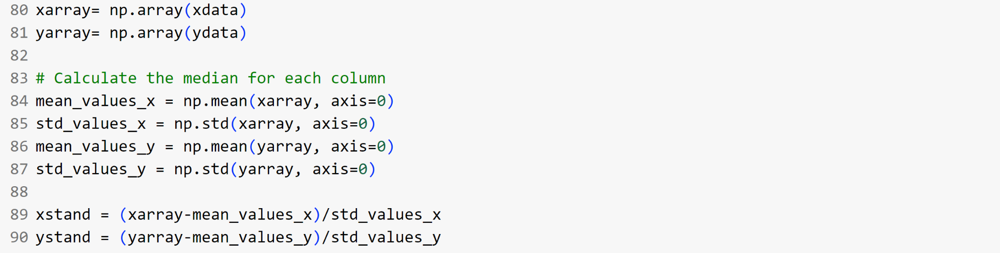 80 xarray= np.array(xdata)
81 yarray= np.array(ydata)
82
83 # Calculate the median for each column
84 mean_values_x = np.mean(xarray, axis=0)
85 std_values_x = np.std(xarray, axis=0)
86 mean_values_y = np.mean(yarray, axis=0)
87 std_values_y = np.std(yarray, axis=0)
88
89 xstand = (xarray-mean_values_x)/std_values_x
90 ystand = (yarray-mean_values_y)/std_values_y